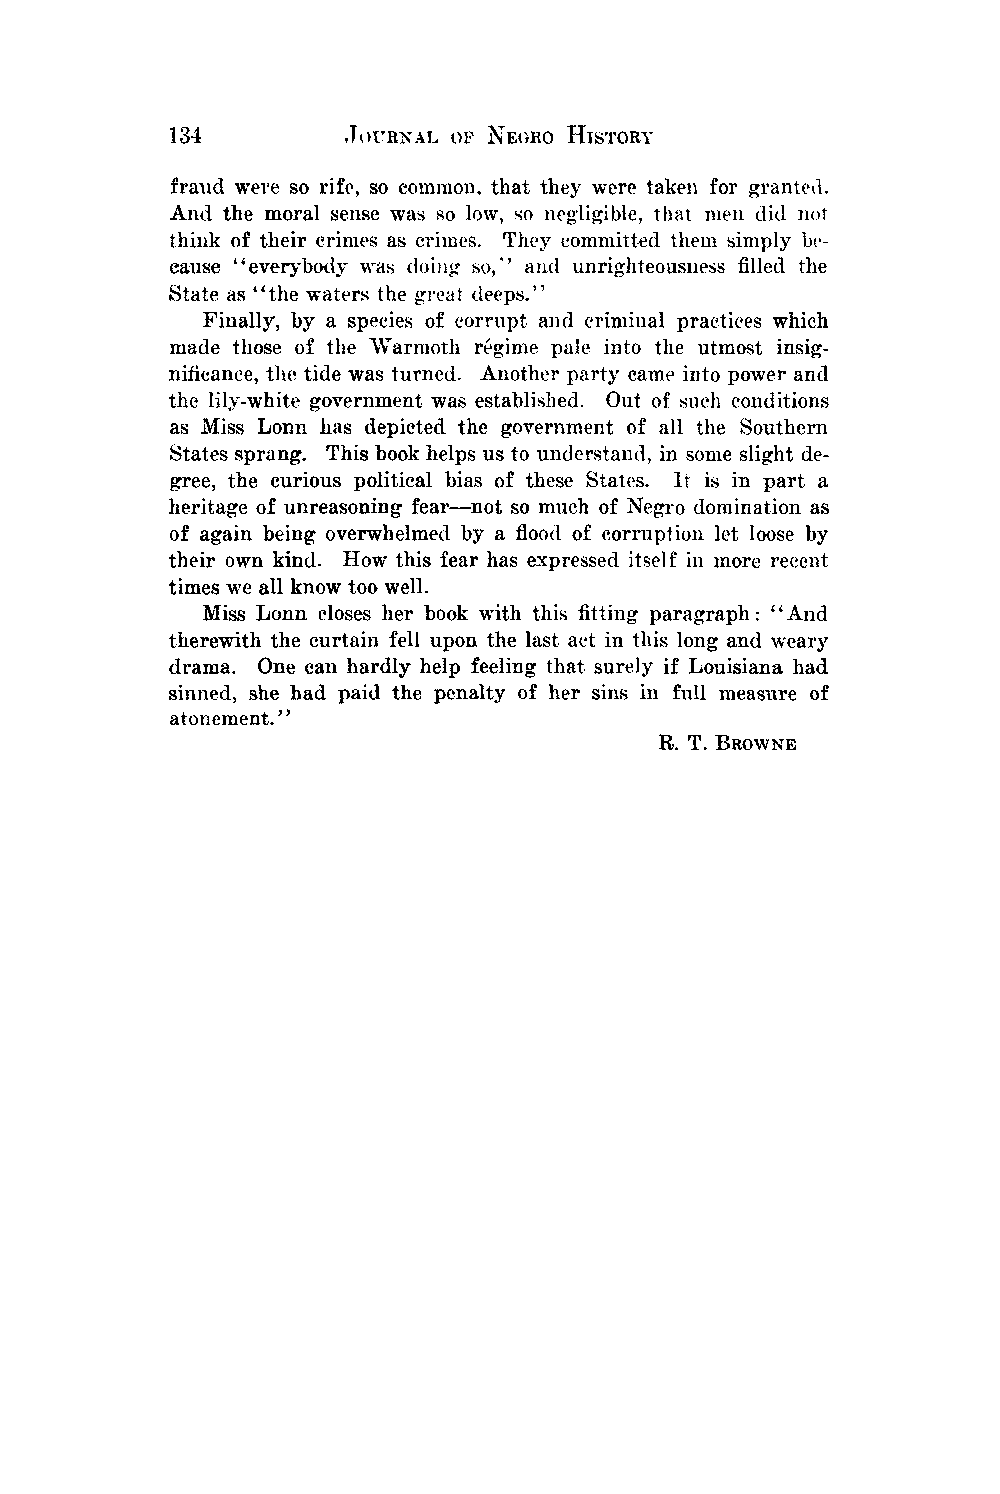 134 JOURNAL OF NEGRO HISTORY
fraud were so rife, so common, that they were taken for granted.
And the moral sense was so low, so negligible, that men did not
think of their crimes as crimes. They committed them simply be-
cause ‘‘everybody was doing so,’’ and unrighteousness filled the
State as ‘‘the waters the great deeps.’’
Finally, by a species of corrupt and criminal practices which
made those of the Warmoth régime pale into the utmost insig-
nificance, the tide was turned. Another party came into power and
the lily-white government was established. Out of such conditions
as Miss Lonn has depicted the government of all the Southern
States sprang. This book helps us to understand, in some slight de-
gree, the curious political bias of these States. It is in part a
heritage of unreasoning fear—not so much of Negro domination as
of again being overwhelmed by a flood of corruption let loose by
their own kind. How this fear has expressed itself in more recent
times we all know too well.
Miss Lonn closes her book with this fitting paragraph: ‘‘And
therewith the curtain fell upon the last act in this long and weary
drama. One can hardly help feeling that surely if Louisiana had
sinned, she had paid the penalty of her sins in full measure of
atonement.’’
R. T. BROWNE